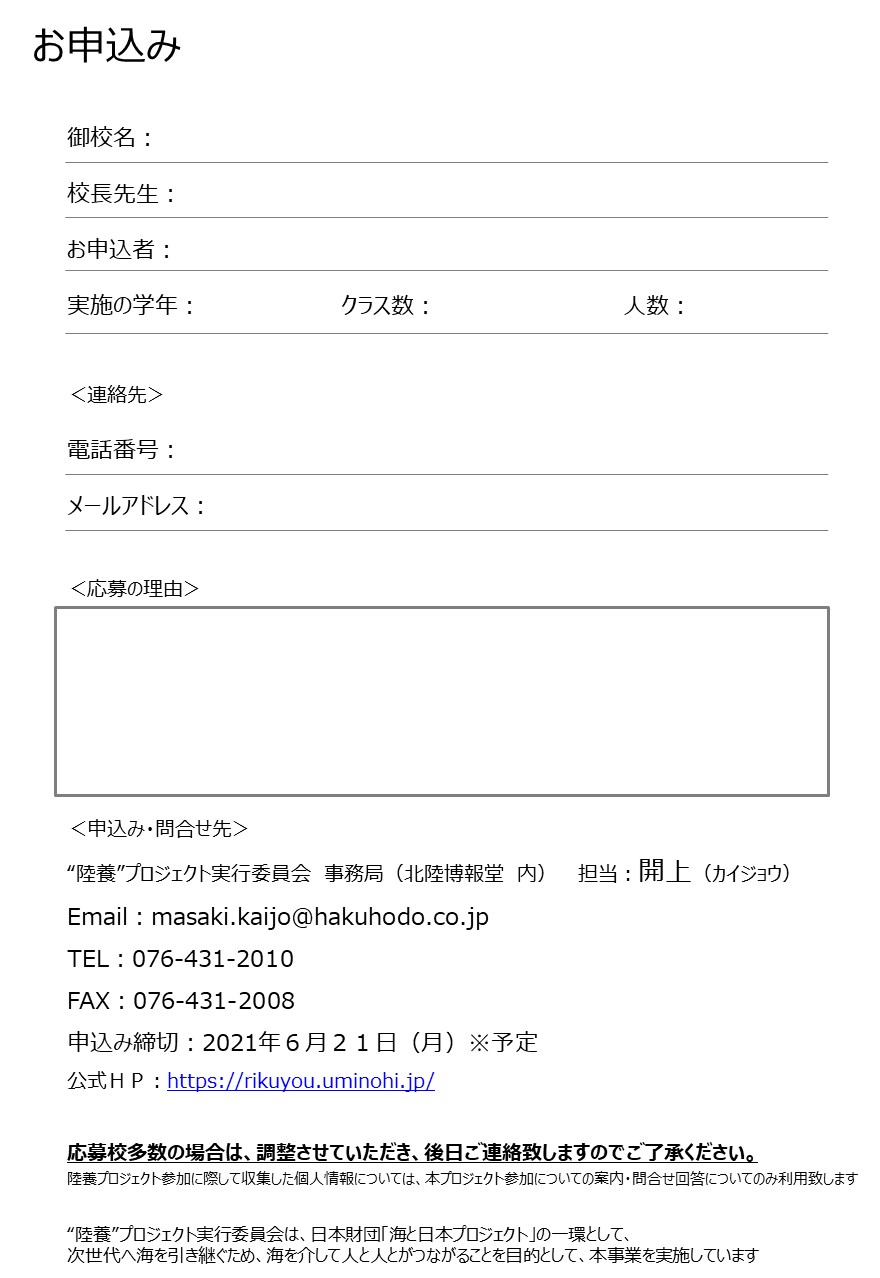 お申込み
御校名：
校長先生：
お申込者：
実施の学年： クラス数： 人数：
＜連絡先＞
電話番号：
メールアドレス：
＜応募の理由＞
＜申込み・問合せ先＞
“陸養”プロジェクト実行委員会　事務局（北陸博報堂　内）　担当：開上（カイジョウ）
Email：masaki.kaijo@hakuhodo.co.jp
TEL：076-431-2010
FAX：076-431-2008
申込み締切：2021年６月２１日（月）※予定
公式ＨＰ：https://rikuyou.uminohi.jp/
応募校多数の場合は、調整させていただき、後日ご連絡致しますのでご了承ください。
陸養プロジェクト参加に際して収集した個人情報については、本プロジェクト参加についての案内・問合せ回答についてのみ利用致します
“陸養”プロジェクト実行委員会は、日本財団「海と日本プロジェクト」の一環として、
次世代へ海を引き継ぐため、海を介して人と人とがつながることを目的として、本事業を実施しています